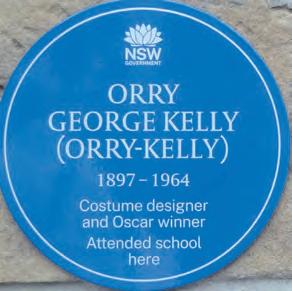 NSW
GOVERNMENT
ORRY
GEORGE KELLY
(ORRY-KELLY)
1897 – 1964
Costume designer
and Oscar winner
Attended school
here